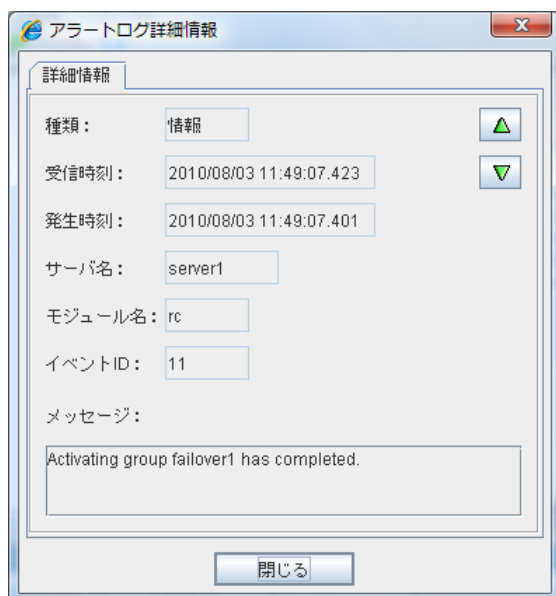 アラートログ詳細情報
詳細情報
種類： 情報
受信時刻： 2010/08/03 11:49:07.423
発生時刻： 2010/08/03 11:49:07.401
サーバ名： server1
モジュール名： rc
イベントID： 11
メッセージ：
Activating group failover1 has completed.
閉じる